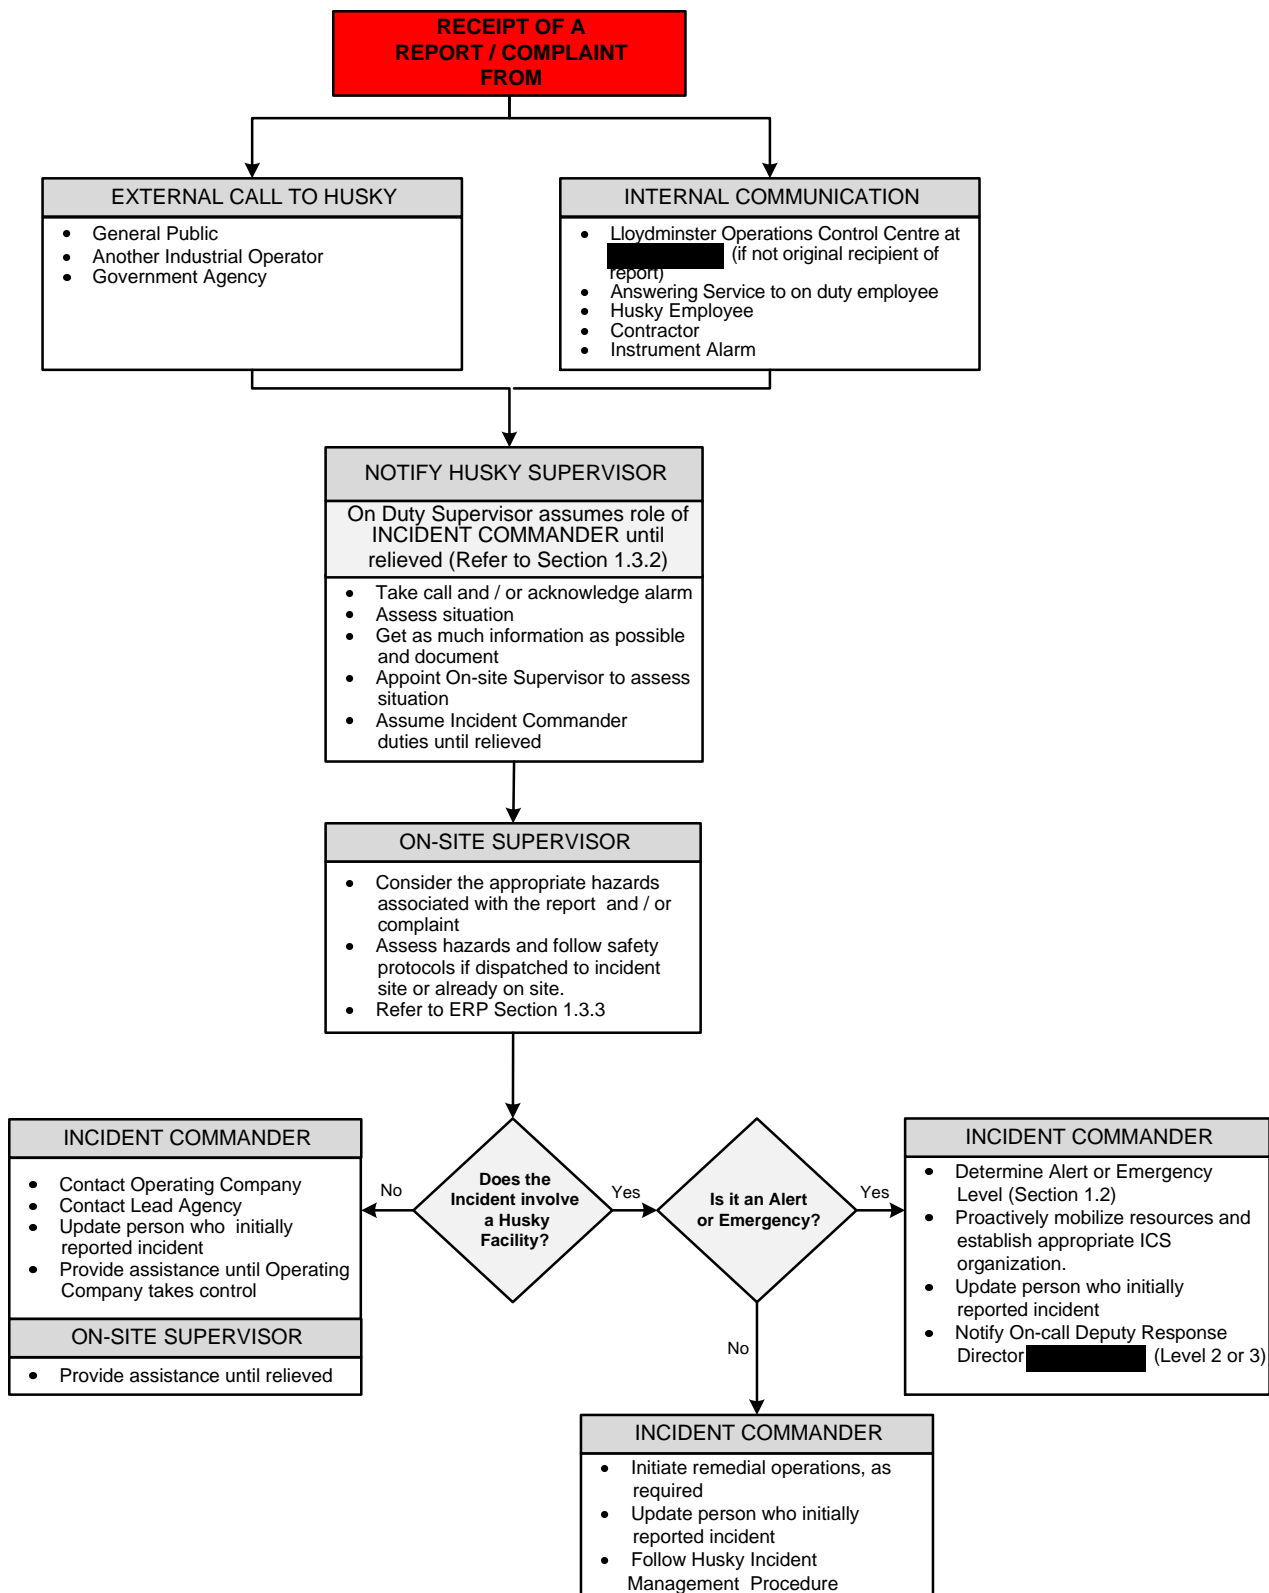 RECEIPT OF A
REPORT / COMPLAINT
FROM
EXTERNAL CALL TO HUSKY
• General Public
• Another Industrial Operator
• Government Agency
INTERNAL COMMUNICATION
• Lloydminster Operations Control Centre at
(if not original recipient of
report)
• Answering Service to on duty employee
• Husky Employee
• Contractor
• Instrument Alarm
NOTIFY HUSKY SUPERVISOR
On Duty Supervisor assumes role of
INCIDENT COMMANDER until
relieved (Refer to Section 1.3.2)
• Take call and / or acknowledge alarm
• Assess situation
• Get as much information as possible
and document
• Appoint On-site Supervisor to assess
situation
• Assume Incident Commander
duties until relieved
ON-SITE SUPERVISOR
• Consider the appropriate hazards
associated with the report and / or
complaint
• Assess hazards and follow safety
protocols if dispatched to incident
site or already on site.
• Refer to ERP Section 1.3.3
INCIDENT COMMANDER
• Contact Operating Company
• Contact Lead Agency
• Update person who initially
reported incident
• Provide assistance until Operating
Company takes control
ON-SITE SUPERVISOR
• Provide assistance until relieved
No
Does the
Incident involve
a Husky
Facility?
Yes
Is it an Alert
or Emergency?
Yes
No
INCIDENT COMMANDER
• Determine Alert or Emergency
Level (Section 1.2)
• Proactively mobilize resources and
establish appropriate ICS
organization.
• Update person who initially
reported incident
• Notify On-call Deputy Response
Director (Level 2 or 3)
INCIDENT COMMANDER
• Initiate remedial operations, as
required
• Update person who initially
reported incident
• Follow Husky Incident
Management Procedure